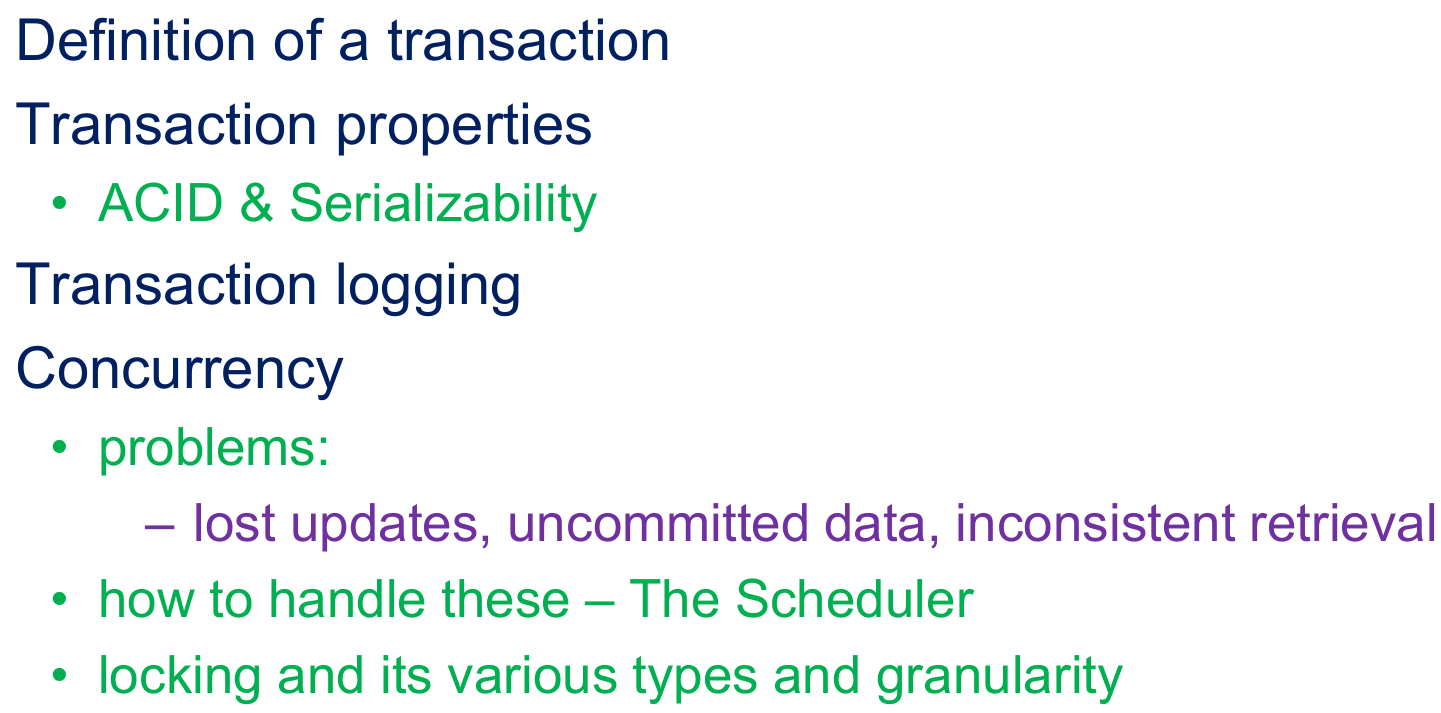 Definition of a transaction
Transaction properties
• ACID & Serializability
Transaction logging
Concurrency
• problems:
– lost updates, uncommitted data, inconsistent retrieval
• how to handle these – The Scheduler
• locking and its various types and granularity